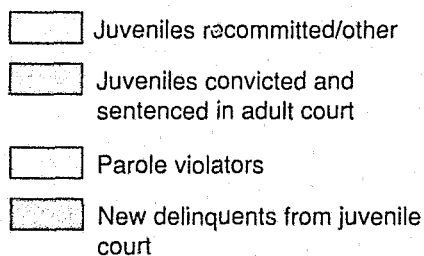 Juveniles recommitted/other
Juveniles convicted and
sentenced in adult court
Parole violators
New delinquents from juvenile
court